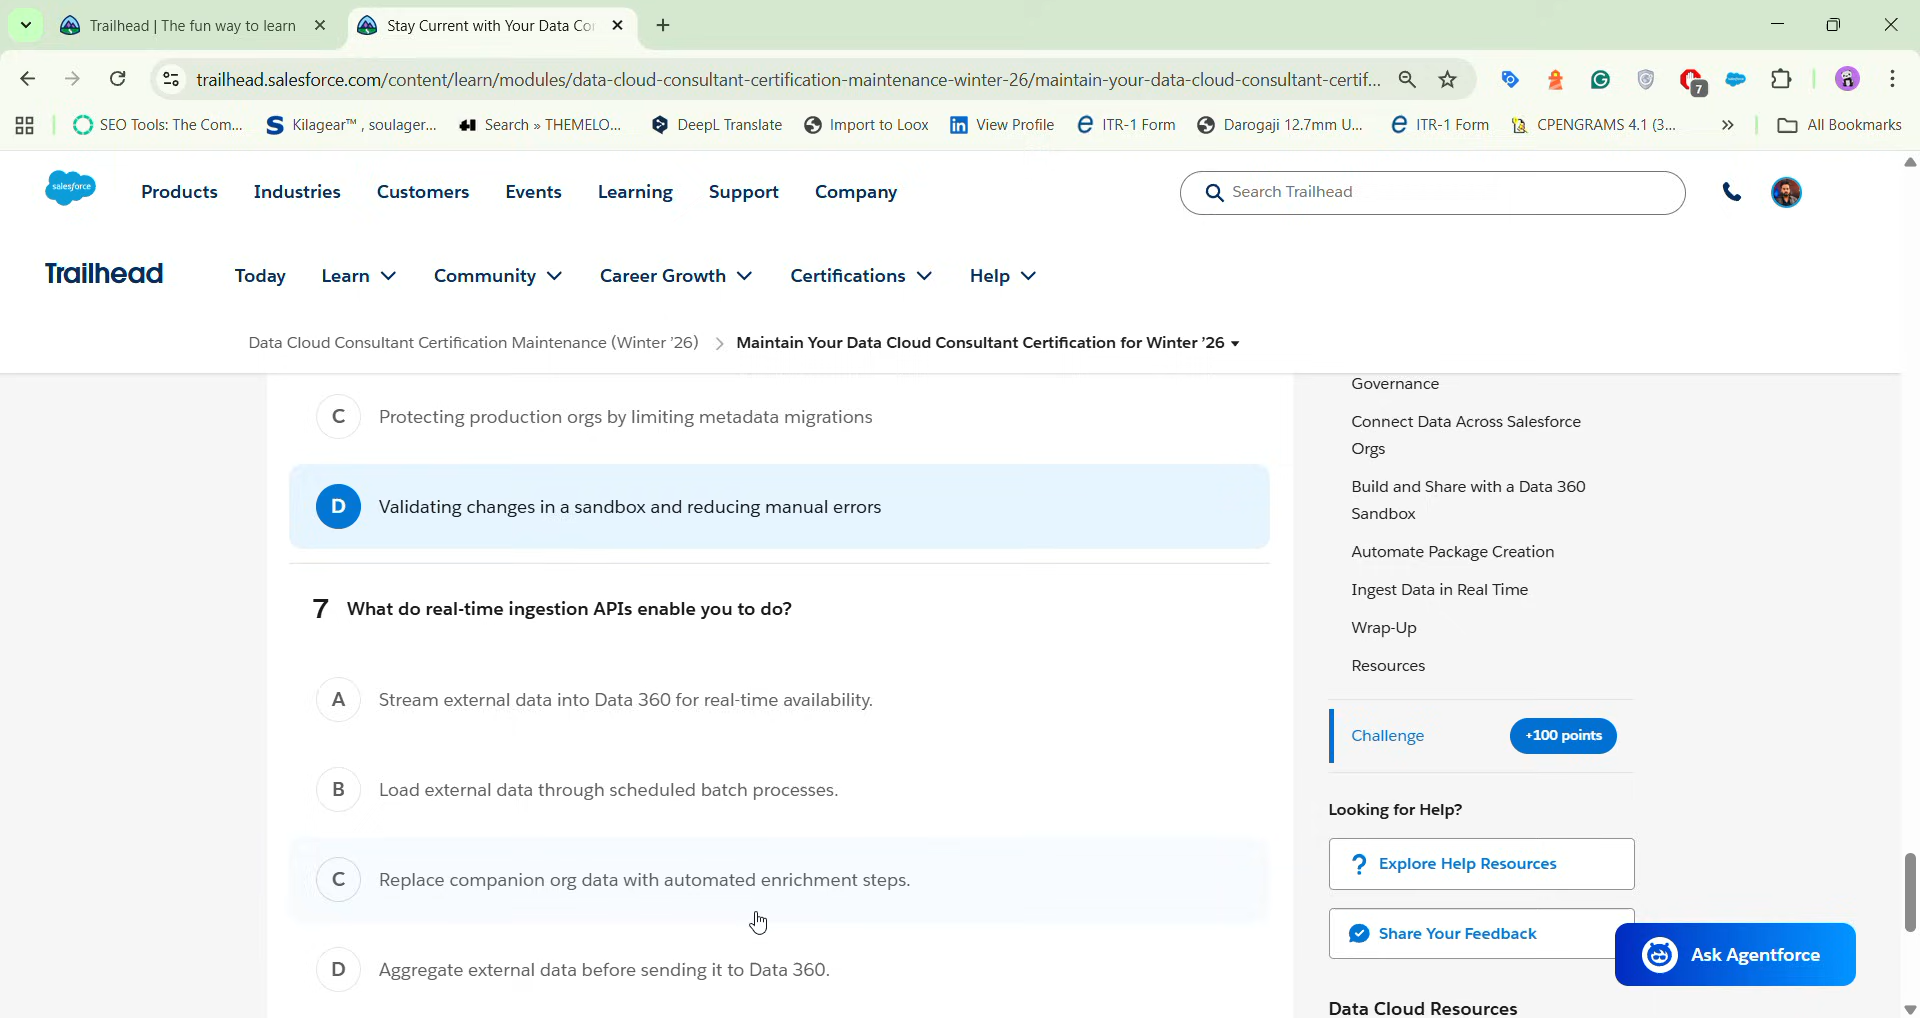 Trailhead | The fun way to learn
Stay Current with Your Data Co
trailhead.salesforce.com/content/learn/modules/data-cloud-consultant-certification-maintenance-winter-26/maintain-your-data-cloud-consultant-certif...
7
SEO Tools: The Com...
Kilagear™ , soulager...
Search » THEMELO...
DeepL Translate
Import to Loox
View Profile
ITR-1 Form
Darogaji 12.7mm U...
ITR-1 Form
CPENGRAMS 4.1 (3...
»
All Bookmarks
salesforce
Products
Industries
Customers
Events
Learning
Support
Company
Search Trailhead
Trailhead
Today
Learn
Community
Career Growth
Certifications
Help
Data Cloud Consultant Certification Maintenance (Winter ’26)
Maintain Your Data Cloud Consultant Certification for Winter ’26
C Protecting production orgs by limiting metadata migrations
D Validating changes in a sandbox and reducing manual errors
7 What do real-time ingestion APIs enable you to do?
A Stream external data into Data 360 for real-time availability.
B Load external data through scheduled batch processes.
C Replace companion org data with automated enrichment steps.
D Aggregate external data before sending it to Data 360.
Governance
Connect Data Across Salesforce
Orgs
Build and Share with a Data 360
Sandbox
Automate Package Creation
Ingest Data in Real Time
Wrap-Up
Resources
Challenge
+100 points
Looking for Help?
Explore Help Resources
Share Your Feedback
Ask Agentforce
Data Cloud Resources